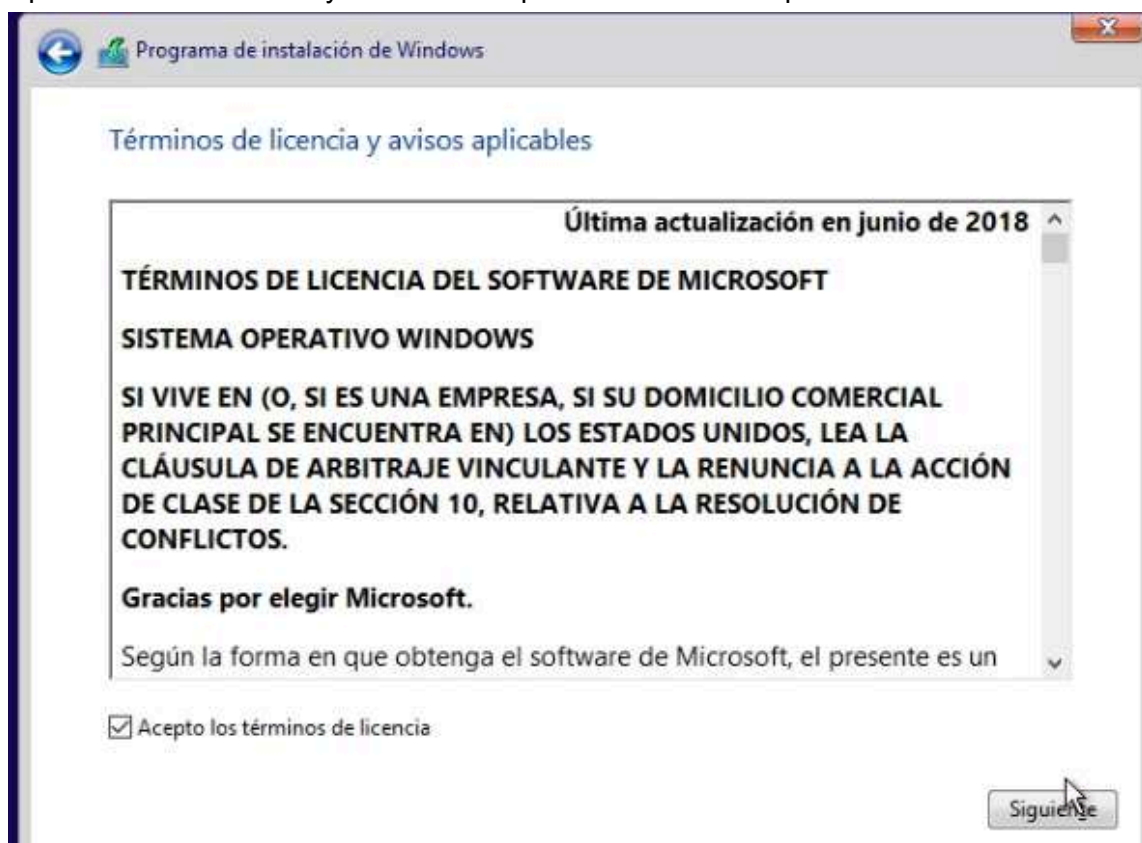 Programa de instalación de Windows
Términos de licencia y avisos aplicables
Última actualización en junio de 2018
TÉRMINOS DE LICENCIA DEL SOFTWARE DE MICROSOFT
SISTEMA OPERATIVO WINDOWS
SI VIVE EN (O, SI ES UNA EMPRESA, SI SU DOMICILIO COMERCIAL
PRINCIPAL SE ENCUENTRA EN) LOS ESTADOS UNIDOS, LEA LA
CLÁUSULA DE ARBITRAJE VINCULANTE Y LA RENUNCIA A LA ACCIÓN
DE CLASE DE LA SECCIÓN 10, RELATIVA A LA RESOLUCIÓN DE
CONFLICTOS.
Gracias por elegir Microsoft.
Según la forma en que obtenga el software de Microsoft, el presente es un
Acepto los términos de licencia
Siguiente